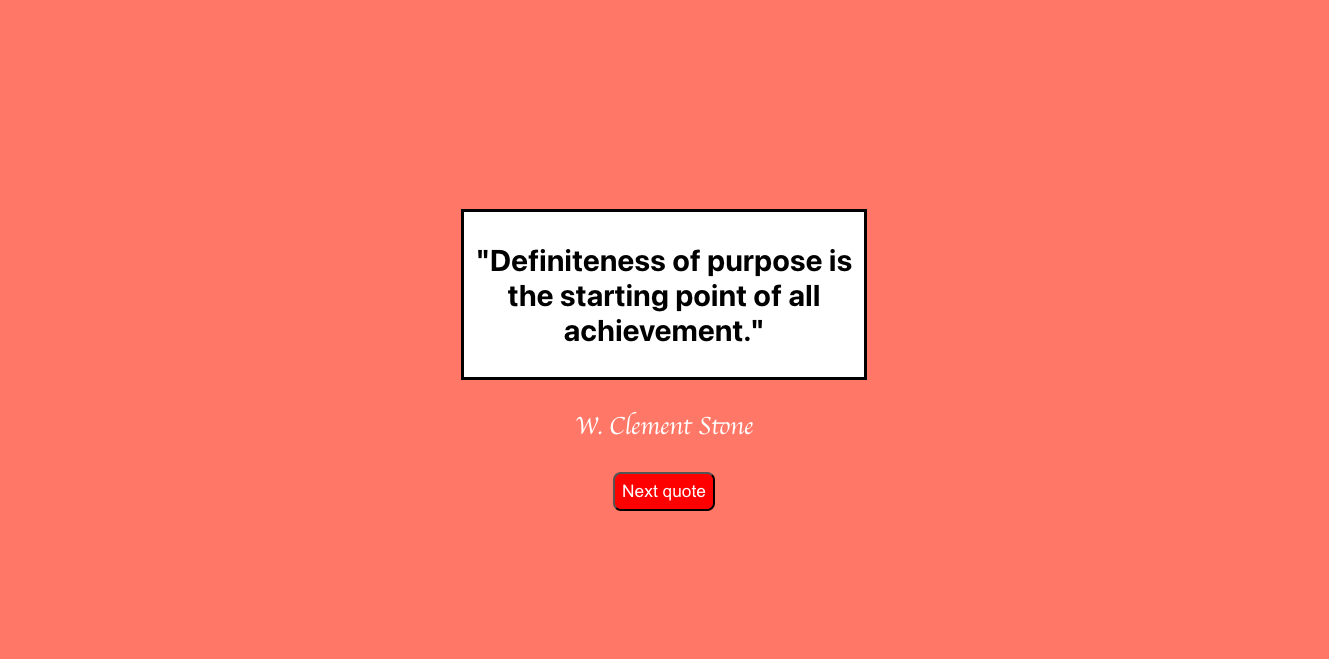 "Definiteness of purpose is
the starting point of all
achievement."
W. Clement Stone
Next quote